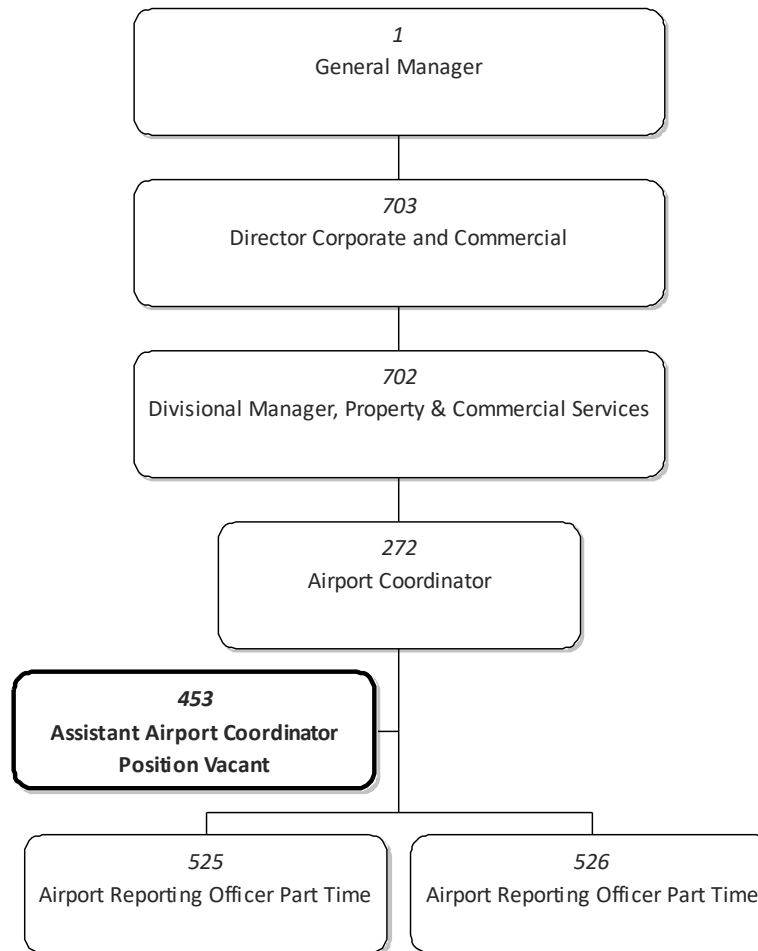 1
General Manager
703
Director Corporate and Commercial
702
Divisional Manager, Property & Commercial Services
272
Airport Coordinator
453
Assistant Airport Coordinator
Position Vacant
525
Airport Reporting Officer Part Time
526
Airport Reporting Officer Part Time